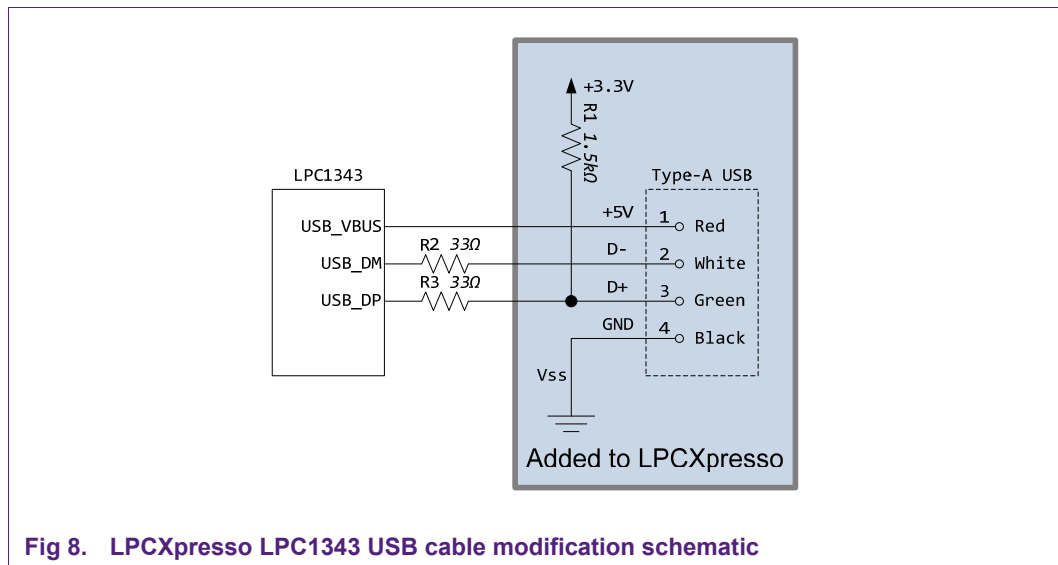 +3.3V
R1 1.5kΩ
LPC1343
Type-A USB
USB_VBUS
+5V
1
Red
USB_DM
R2 33Ω
D-
2
White
USB_DP
R3 33Ω
D+
3
Green
GND
4
Black
Vss
Added to LPCXpresso
Fig 8. LPCXpresso LPC1343 USB cable modification schematic